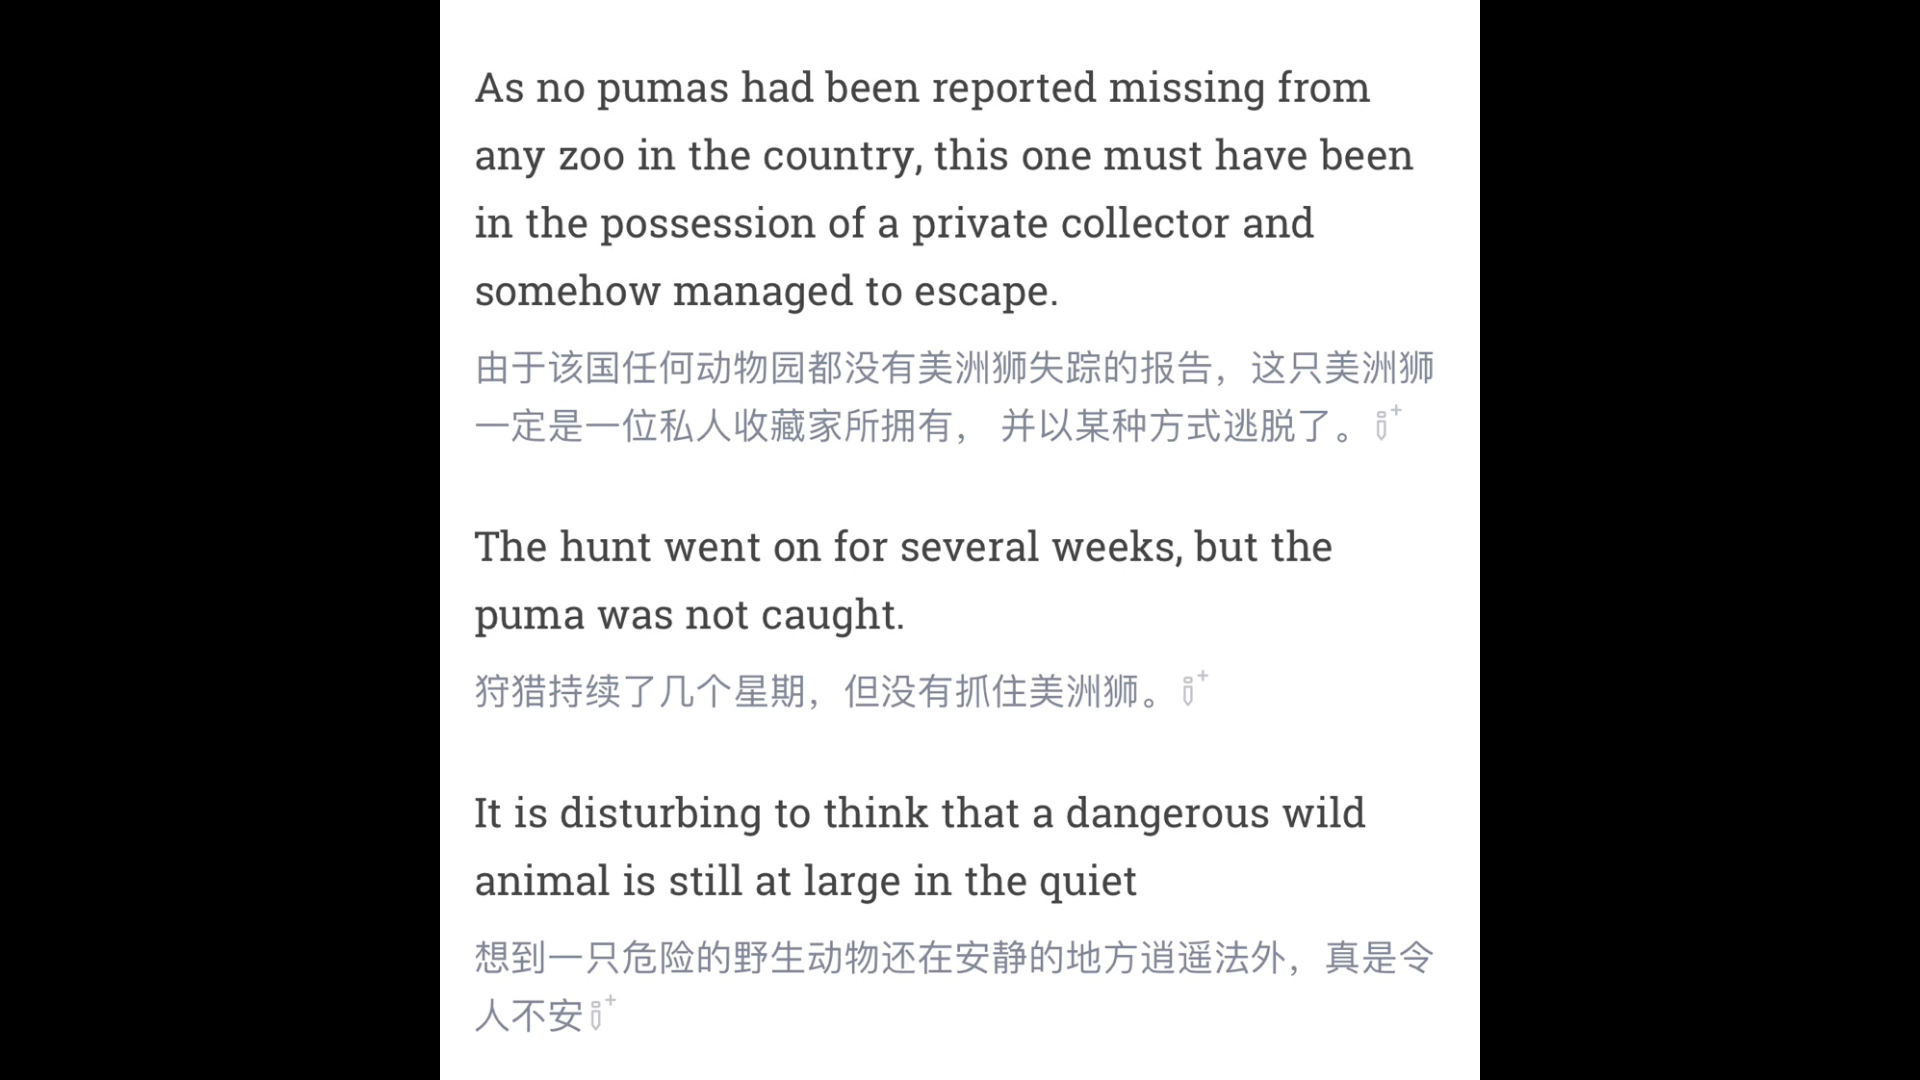 As no pumas had been reported missing from
any zoo in the country, this one must have been
in the possession of a private collector and
somehow managed to escape.
由于该国任何动物园都没有美洲狮失踪的报告，这只美洲狮
一定是一位私人收藏家所拥有， 并以某种方式逃脱了。
The hunt went on for several weeks, but the
puma was not caught.
狩猎持续了几个星期，但没有抓住美洲狮。
It is disturbing to think that a dangerous wild
animal is still at large in the quiet
想到一只危险的野生动物还在安静的地方逍遥法外，真是令
人不安